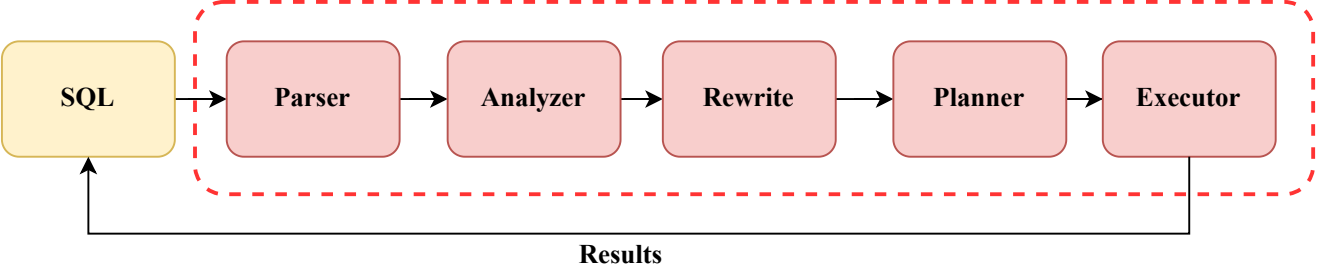 SQL
Parser
Analyzer
Rewrite
Planner
Executor
Results